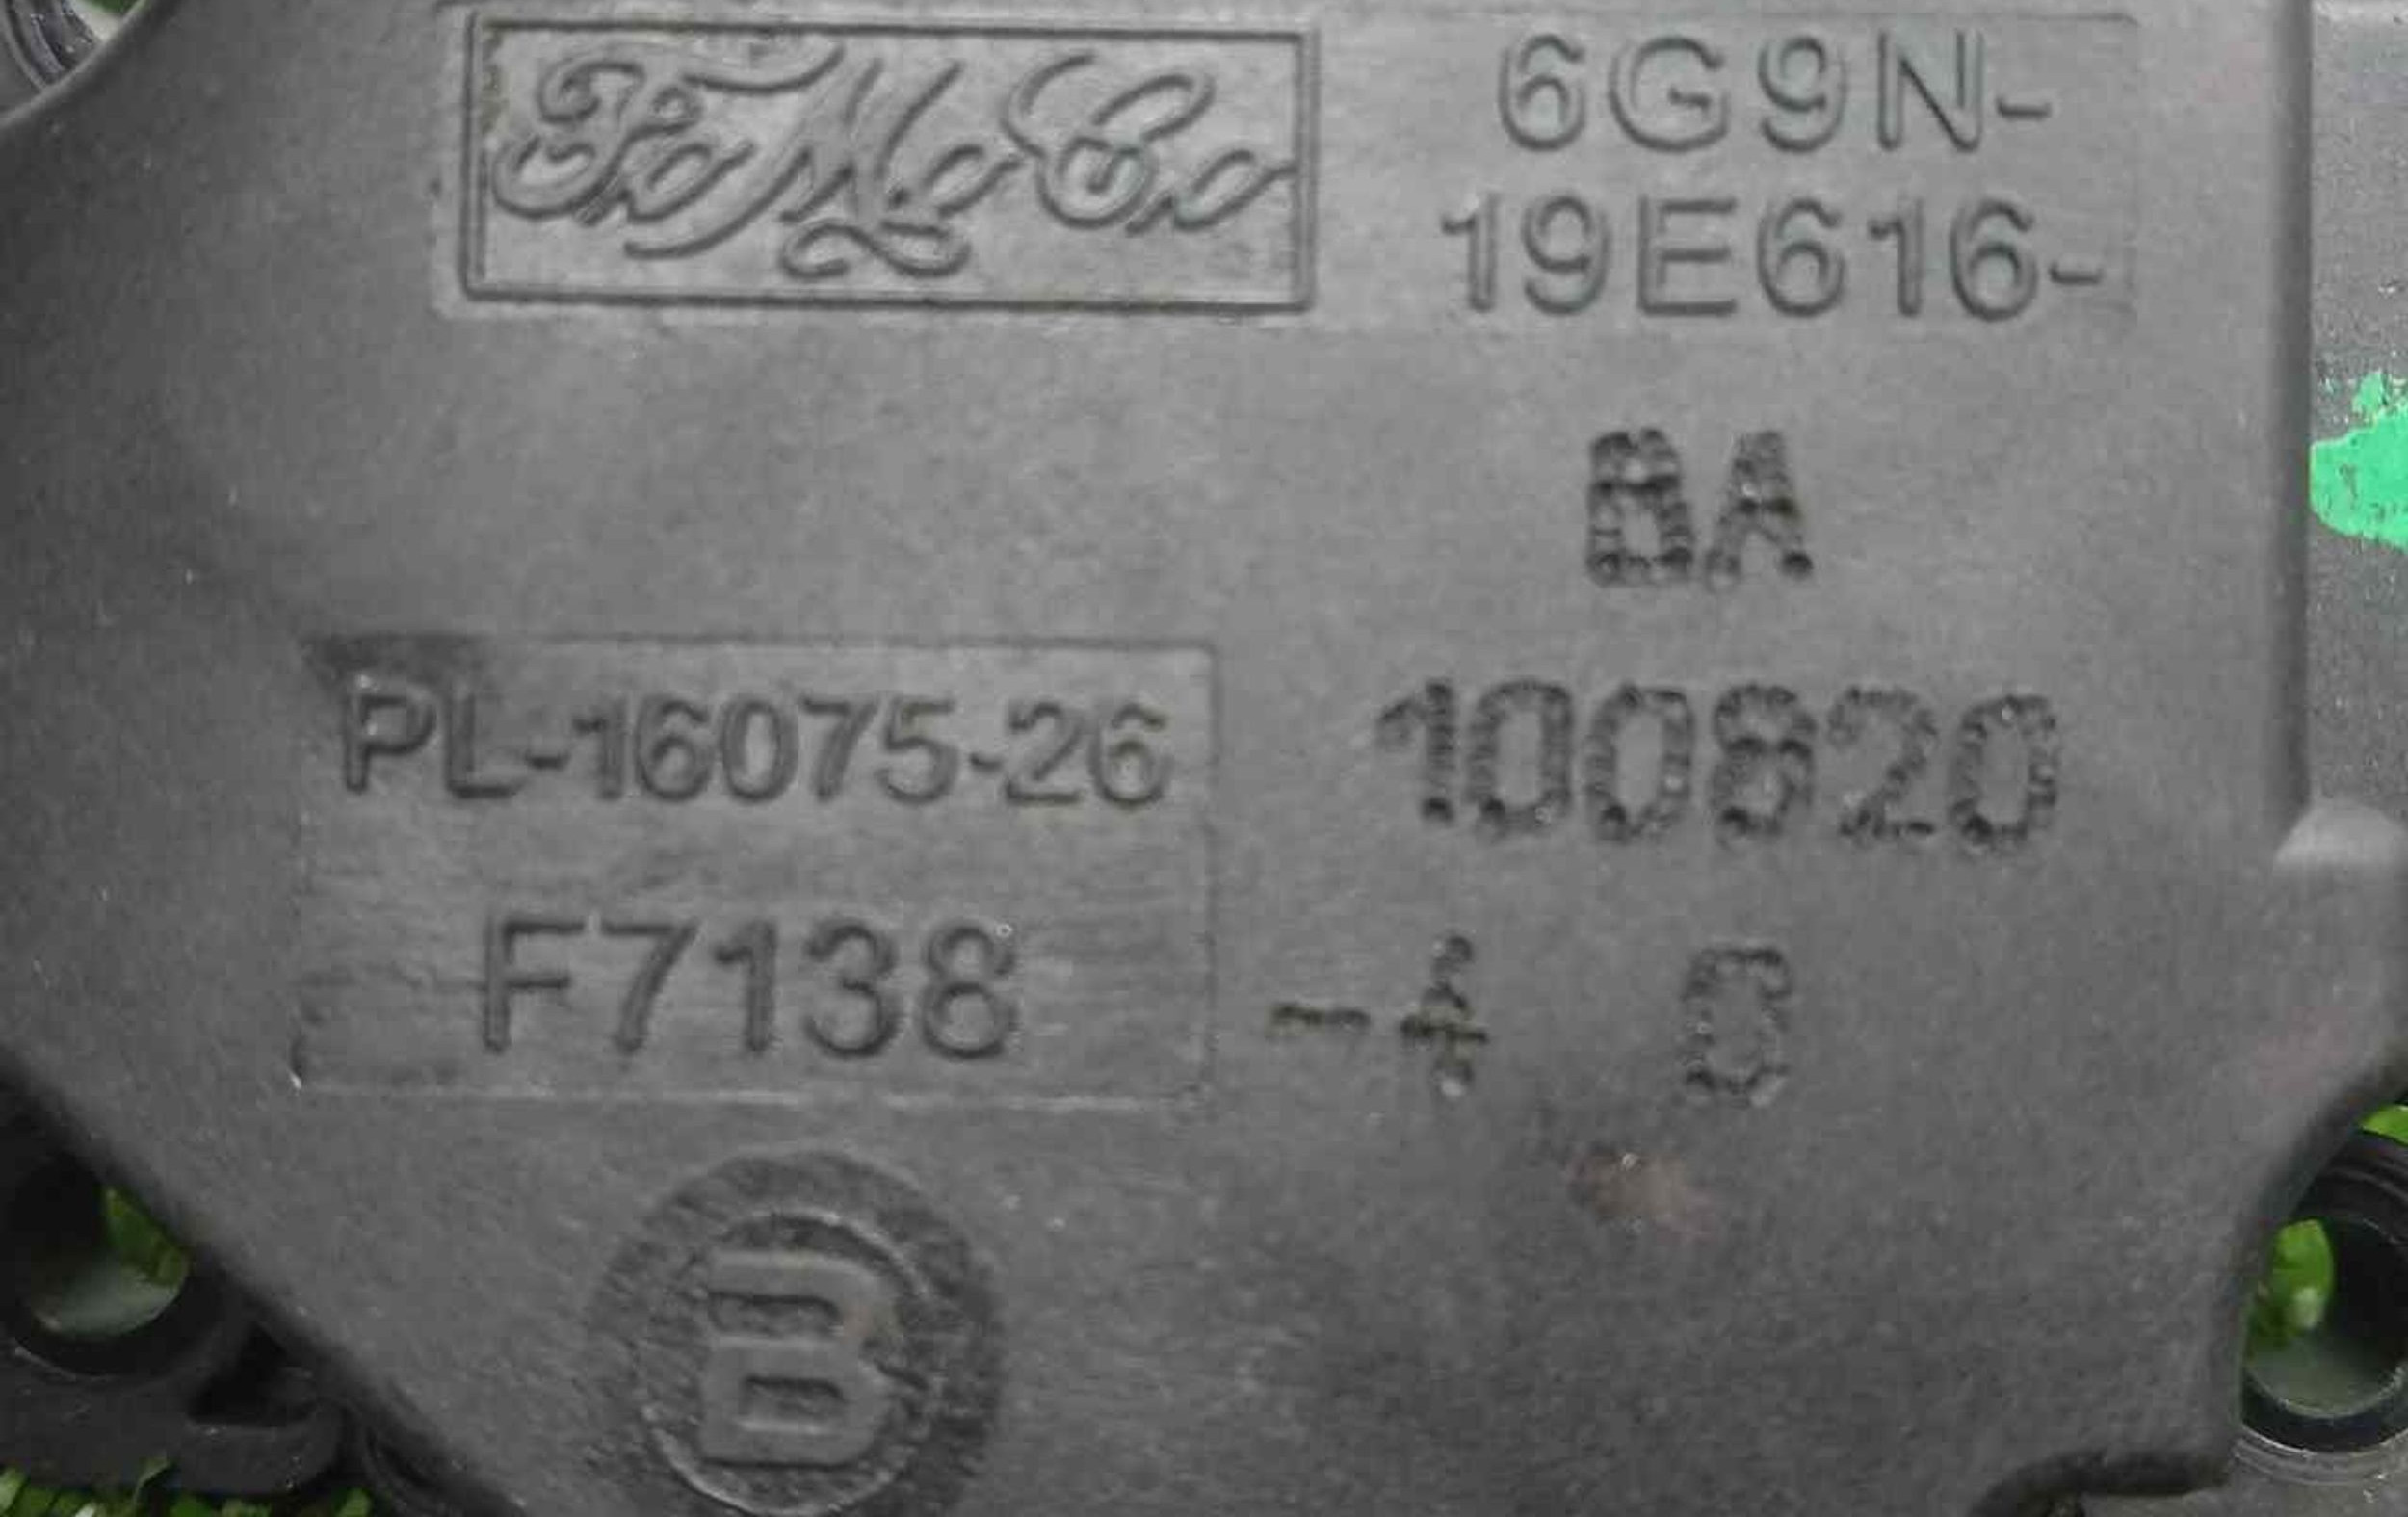 FoMoCo
6G9N-
19E616-
BA
100820
PL-16075-26
F7138
B